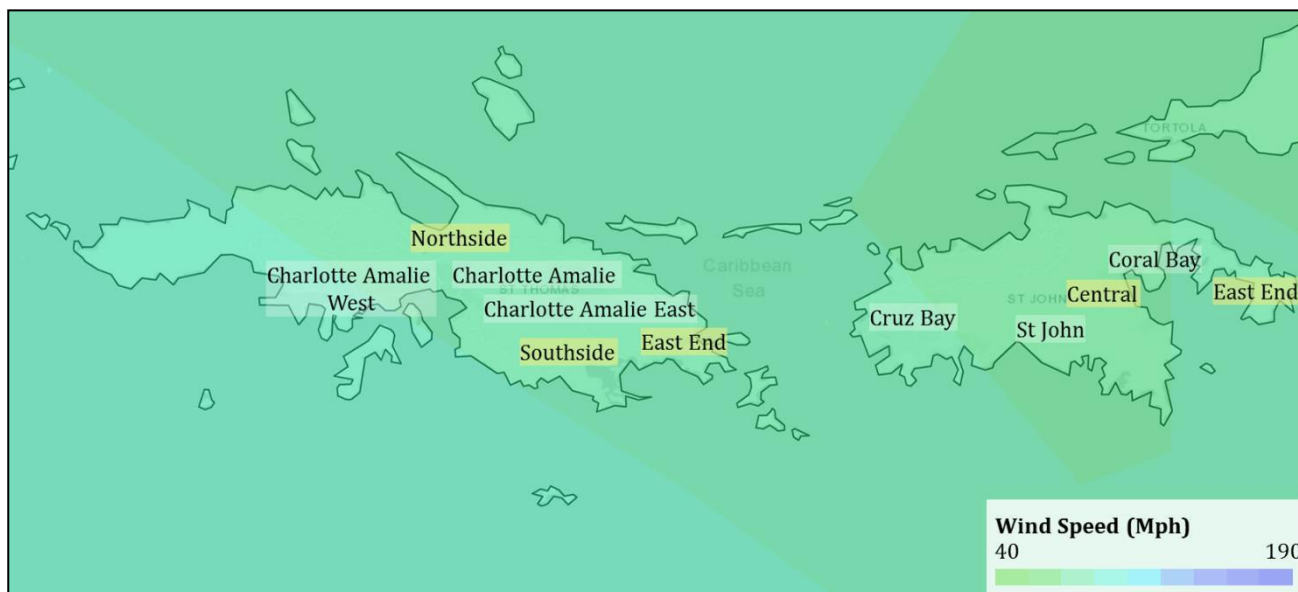 TORTOLA
Northside
Charlotte Amalie
West
Charlotte Amalie
ST THOMAS
Charlotte Amalie East
Southside
East End
Caribbean
Sea
Cruz Bay
ST JOHN
St John
Central
Coral Bay
East End
Wind Speed (Mph)
40 190